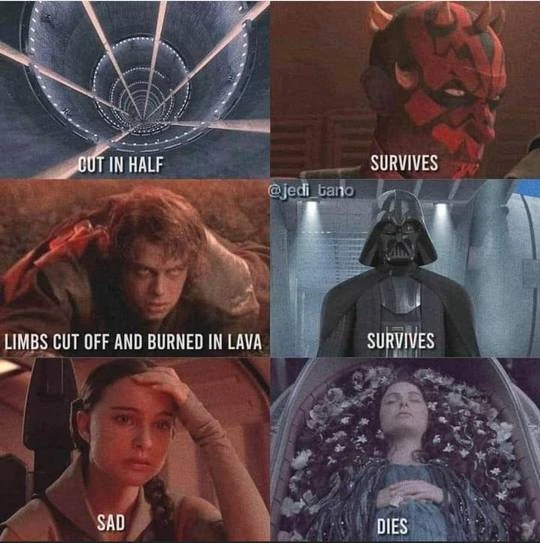 CUT IN HALF
SURVIVES
@jedi_tano
LIMBS CUT OFF AND BURNED IN LAVA
SURVIVES
SAD
DIES